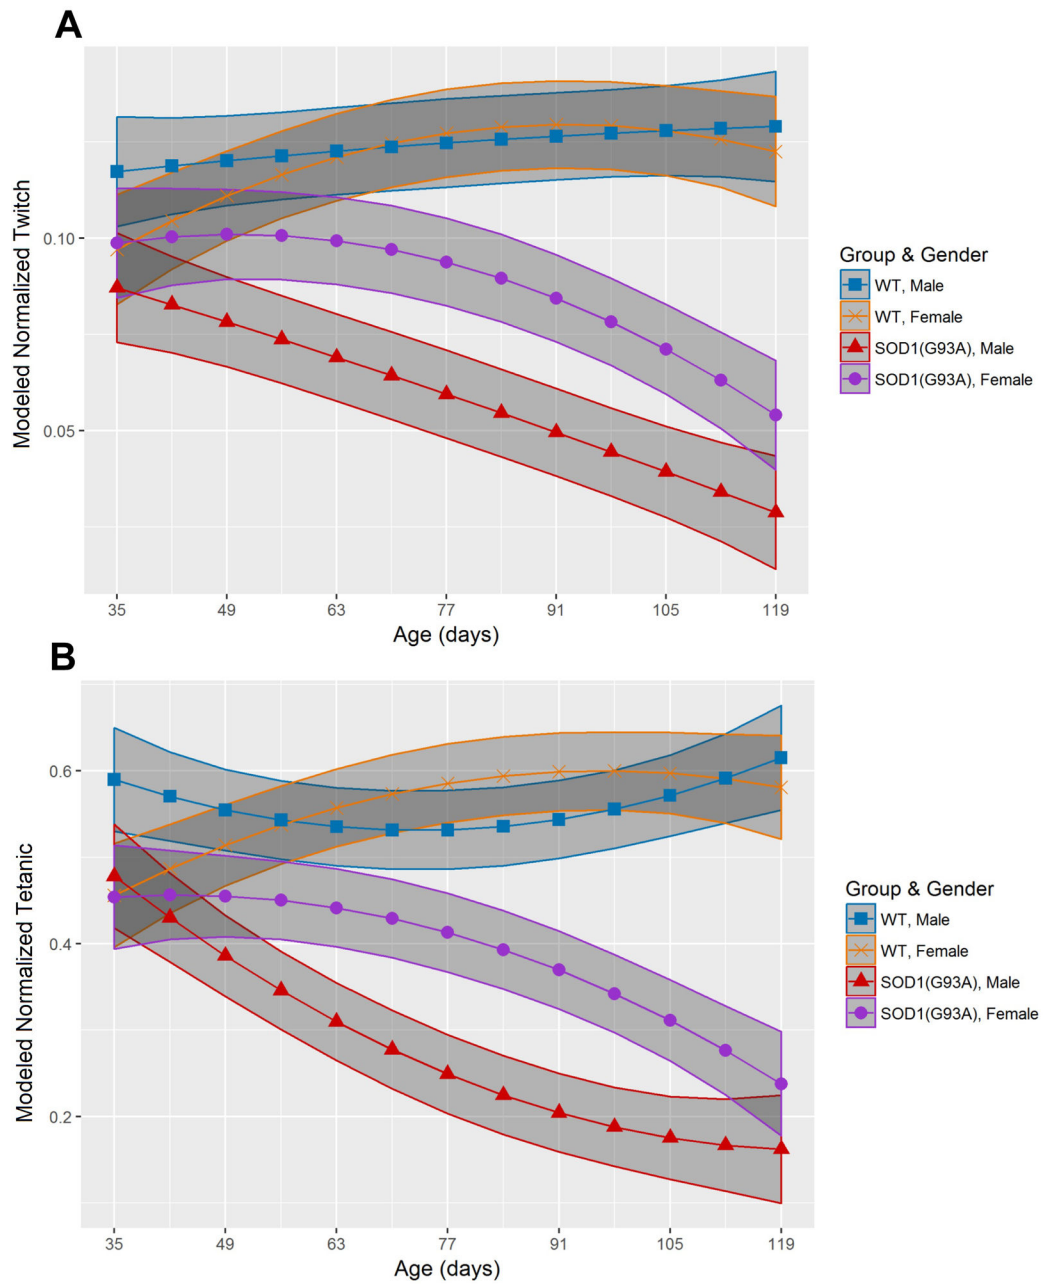 A
Modeled Normalized Twitch
0.10
0.05
35 49 63 77 91 105 119
Age (days)
Group & Gender
WT, Male
WT, Female
SOD1(G93A), Male
SOD1(G93A), Female
B
Modeled Normalized Tetanic
0.6
0.4
0.2
35 49 63 77 91 105 119
Age (days)
Group & Gender
WT, Male
WT, Female
SOD1(G93A), Male
SOD1(G93A), Female